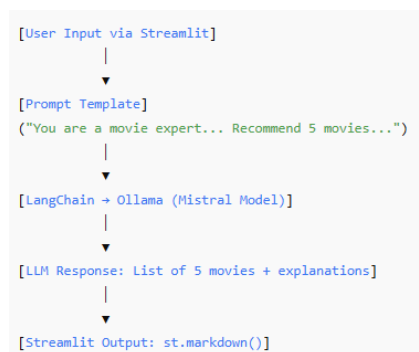 [User Input via Streamlit]
│
▼
[Prompt Template]
("You are a movie expert... Recommend 5 movies...")
│
▼
[LangChain → Ollama (Mistral Model)]
│
▼
[LLM Response: List of 5 movies + explanations]
│
▼
[Streamlit Output: st.markdown()]